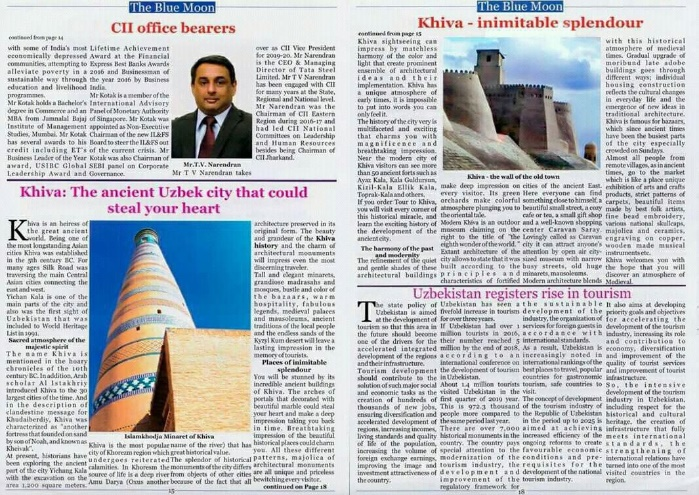 The Blue Moon
CII office bearers
continued from page 14
with some of India's most
economically depressed
communities, attempting to
alleviate poverty in a
sustainable way through
education and livelihood
programmes.
Mr Kotak holds a Bachelor's
degree in Commerce and an
MBA from Jamnalal Bajaj
Institute of Management
Studies, Mumbai. Mr Kotak
has several awards to his
credit including ET's
Business Leader of the Year
award, USIBC Global
Leadership Award and
Lifetime Achievement
Award at the Financial
Express Best Banks Awards
2016 and Businessman of
the year 2016 by Business
India.
Mr Kotak is a member of the
International Advisory
Panel of Monetary Authority
of Singapore. Mr Kotak was
appointed as Non-Executive
Chairman of the new IL&FS
Board to steer the IL&FS out
of the current crisis. Mr
Kotak was also Chairman of
SEBI panel on Corporate
Governance.
Mr.T.V. Narendran
Mr T V Narendran takes
over as CII Vice President
for 2019-20. Mr Narendran
is the CEO & Managing
Director of Tata Steel
Limited. Mr T V Narendran
has been engaged with CII
for many years at the State,
Regional and National level.
Mr Narendran was the
Chairman of CII Eastern
Region during 2016-17 and
had led CII National
Committees on Leadership
and Human Resources
besides being Chairman of
CII Jharkand.
Khiva: The ancient Uzbek city that could
steal your heart
Khiva is an heiress of
the great ancient
world. Being one of
the most longstanding Asian
cities Khiva was established
in the 5th century BC. For
many ages Silk Road was
traversing the main Central
Asian cities connecting the
east and west.
Yichan Kala is one of the
main parts of the city and
also was the first sight of
Uzbekistan that was
included to World Heritage
List in 1991.
Sacred atmosphere of the
majestic spirit
The name Khiva is
mentioned in the hoary
chronicles of the 10th
century BC. In addition, Arab
scholar Al Istakhriy
introduced Khiva to the 30
largest cities of the time. And
in the description of
clandestine message for
Khudaberdiy, Khiva was
characterized as "another
fortress that founded on sand
by son of Noah, and known as
Kheivak".
At present, historians have
been exploring the ancient
part of the city Yichang Kala
with the excavation on the
area 1,200 square meters.
Islamkhodja Minaret of Khiva
Khiva is the most popular
city of Khorezm region which
undergoes reiterated
calamities. In Khorezm the
source of life is a deep river
Amu Darya (Oxus another
name of the river) that has
great historical value.
The splendor of historical
monuments of the city differs
from objects of other cities
because of the fact that all
architecture preserved in its
original form. The beauty
and grandeur of the Khiva
history and the charm of
architectural monuments
will impress even the most
discerning traveler.
Tall and elegant minarets,
grandiose madrasahs and
mosques, bustle and color of
the bazaars, warm
hospitality, fabulous
legends, medieval palaces
and mausoleums, ancient
traditions of the local people
and the endless sands of the
Kyzyl Kum desert will leave a
lasting impression in the
memory of tourists.
Places of inimitable
splendour
You will be stunned by its
incredible ancient buildings
of Khiva. The arches of
portals that decorated with
beautiful marble could steal
your heart and make a deep
impression taking you back
in time. Breathtaking
impression of the beautiful
historical places could charm
you. All these different
patterns, majolica of
architectural monuments
are all unique and priceless
bewitching every visitor.
continued on Page 18
15
The Blue Moon
Khiva - inimitable splendour
continued from page 15
Khiva sightseeing can
impress by matchless
harmony of the color and
light that create prominent
ensemble of architectural
ideas and their
implementation. Khiva has
a unique atmosphere of
early times, it is impossible
to put into words you can
only feel it.
The history of the city very is
multifaceted and exciting
that charms you with
magnificence and
breathtaking impression.
Near the modern city of
Khiva visitors can see more
than 50 ancient forts such as
Ayaz Kala, Kala Guldursun,
Kizil-Kala Ellik Kala,
Toprak-Kala and others.
If you order Tour to Khiva,
you will visit every corner of
this historical miracle, and
learn the exciting history of
the development of the
ancient city.
The harmony of the past
and modernity
The refinement of the quiet
and gentle shades of these
architectural buildings
Khiva - the wall of the old town
make deep impression on
every visitor. Its green
orchards make colorful
atmosphere plunging you to
the oriental tale.
Modern Khiva is an outdoor
museum claiming on the
right to the title of "the
eighth wonder of the world."
Extant architecture of the
city allows to state that it was
built according to the
principles and
characteristics of fortified
cities of the ancient East.
Here everyone can find
something close to himself, a
beautiful small street, a cozy
cafe or tea, a small gift shop
and a well-known shopping
center Caravan Saray.
Lovingly called as Caravan
city it can attract anyone's
attention by open air city-
sized museum with narrow
busy streets, old huge
minarets, mausoleums.
Modern architecture blends
with this historical
atmosphere of medieval
times. Gradual upgrade of
moribund late adobe
buildings goes through
different ways; individual
housing construction
reflects the cultural changes
in everyday life and the
emergence of new ideas in
traditional architecture.
Khiva is famous for bazaars,
which since ancient times
have been the busiest parts
of the city especially
crowded on Sunday.
Almost all people from
remote villages, as in ancient
times, go to the market
which is like a place unique
exhibition of arts and crafts
products, strict patterns of
carpets, beautiful items
made by best folk artists,
fine bead embroidery,
various national skullcaps,
majolica and ceramics,
engraving on copper,
wooden made musical
instruments.
Khiva welcomes you with
the hope that you will
discover an atmosphere of
Medieval.
Uzbekistan registers rise in tourism
The state policy of
Uzbekistan is aimed
at the development of
tourism so that this area in
the future should become
one of the drivers for the
accelerated integrated
development of the regions
and their infrastructure.
Tourism development
should contribute to the
solution of such major social
and economic tasks as the
creation of hundreds of
thousands of new jobs,
ensuring diversification and
accelerated development of
regions, increasing incomes,
living standards and quality
of life of the population,
increasing the volume of
foreign exchange earnings,
improving the image and
investment attractiveness of
the country.
Uzbekistan has seen a
fivefold increase in tourism
for over three years.
If Uzbekistan had over 1
million tourists in 2016,
their number reached 5
million by the end of 2018,
according to an
international conference on
the development of tourism
in Uzbekistan.
About 1.4 million tourists
visited Uzbekistan in the
first quarter of 2019 year.
This is 972.3 thousand
people more compared to
the same period last year.
There are over 7,000
historical monuments in the
country. The country pays
special attention to the
modernization of the
tourism industry, the
development and
improvement of the
regulatory framework for
the sustainable
development of the
industry, the organization of
services for foreign guests in
accordance with
international standards.
As a result, Uzbekistan is
increasingly noted in
international rankings of the
best places to travel, popular
countries for gastronomic
tourism, safe countries to
visit.
The concept of development
of the tourism industry of
the Republic of Uzbekistan
in the period up to 2025 is
aimed at achieving
increased efficiency of the
ongoing reforms to create
favourable economic
conditions and pre-
requisites for the
development of the national
tourism industry.
It also aims at developing
priority goals and objectives
for accelerating the
development of the tourism
industry, increasing its role
and contribution to
economy, diversification
and improvement of the
quality of tourist services
and improvement of tourist
infrastructure.
So, the intensive
development of the tourism
industry in Uzbekistan,
including respect for the
historical and cultural
heritage, the creation of
infrastructure that fully
meets international
standards, the
strengthening of
international relations have
turned into one of the most
visited countries in the
region.
18